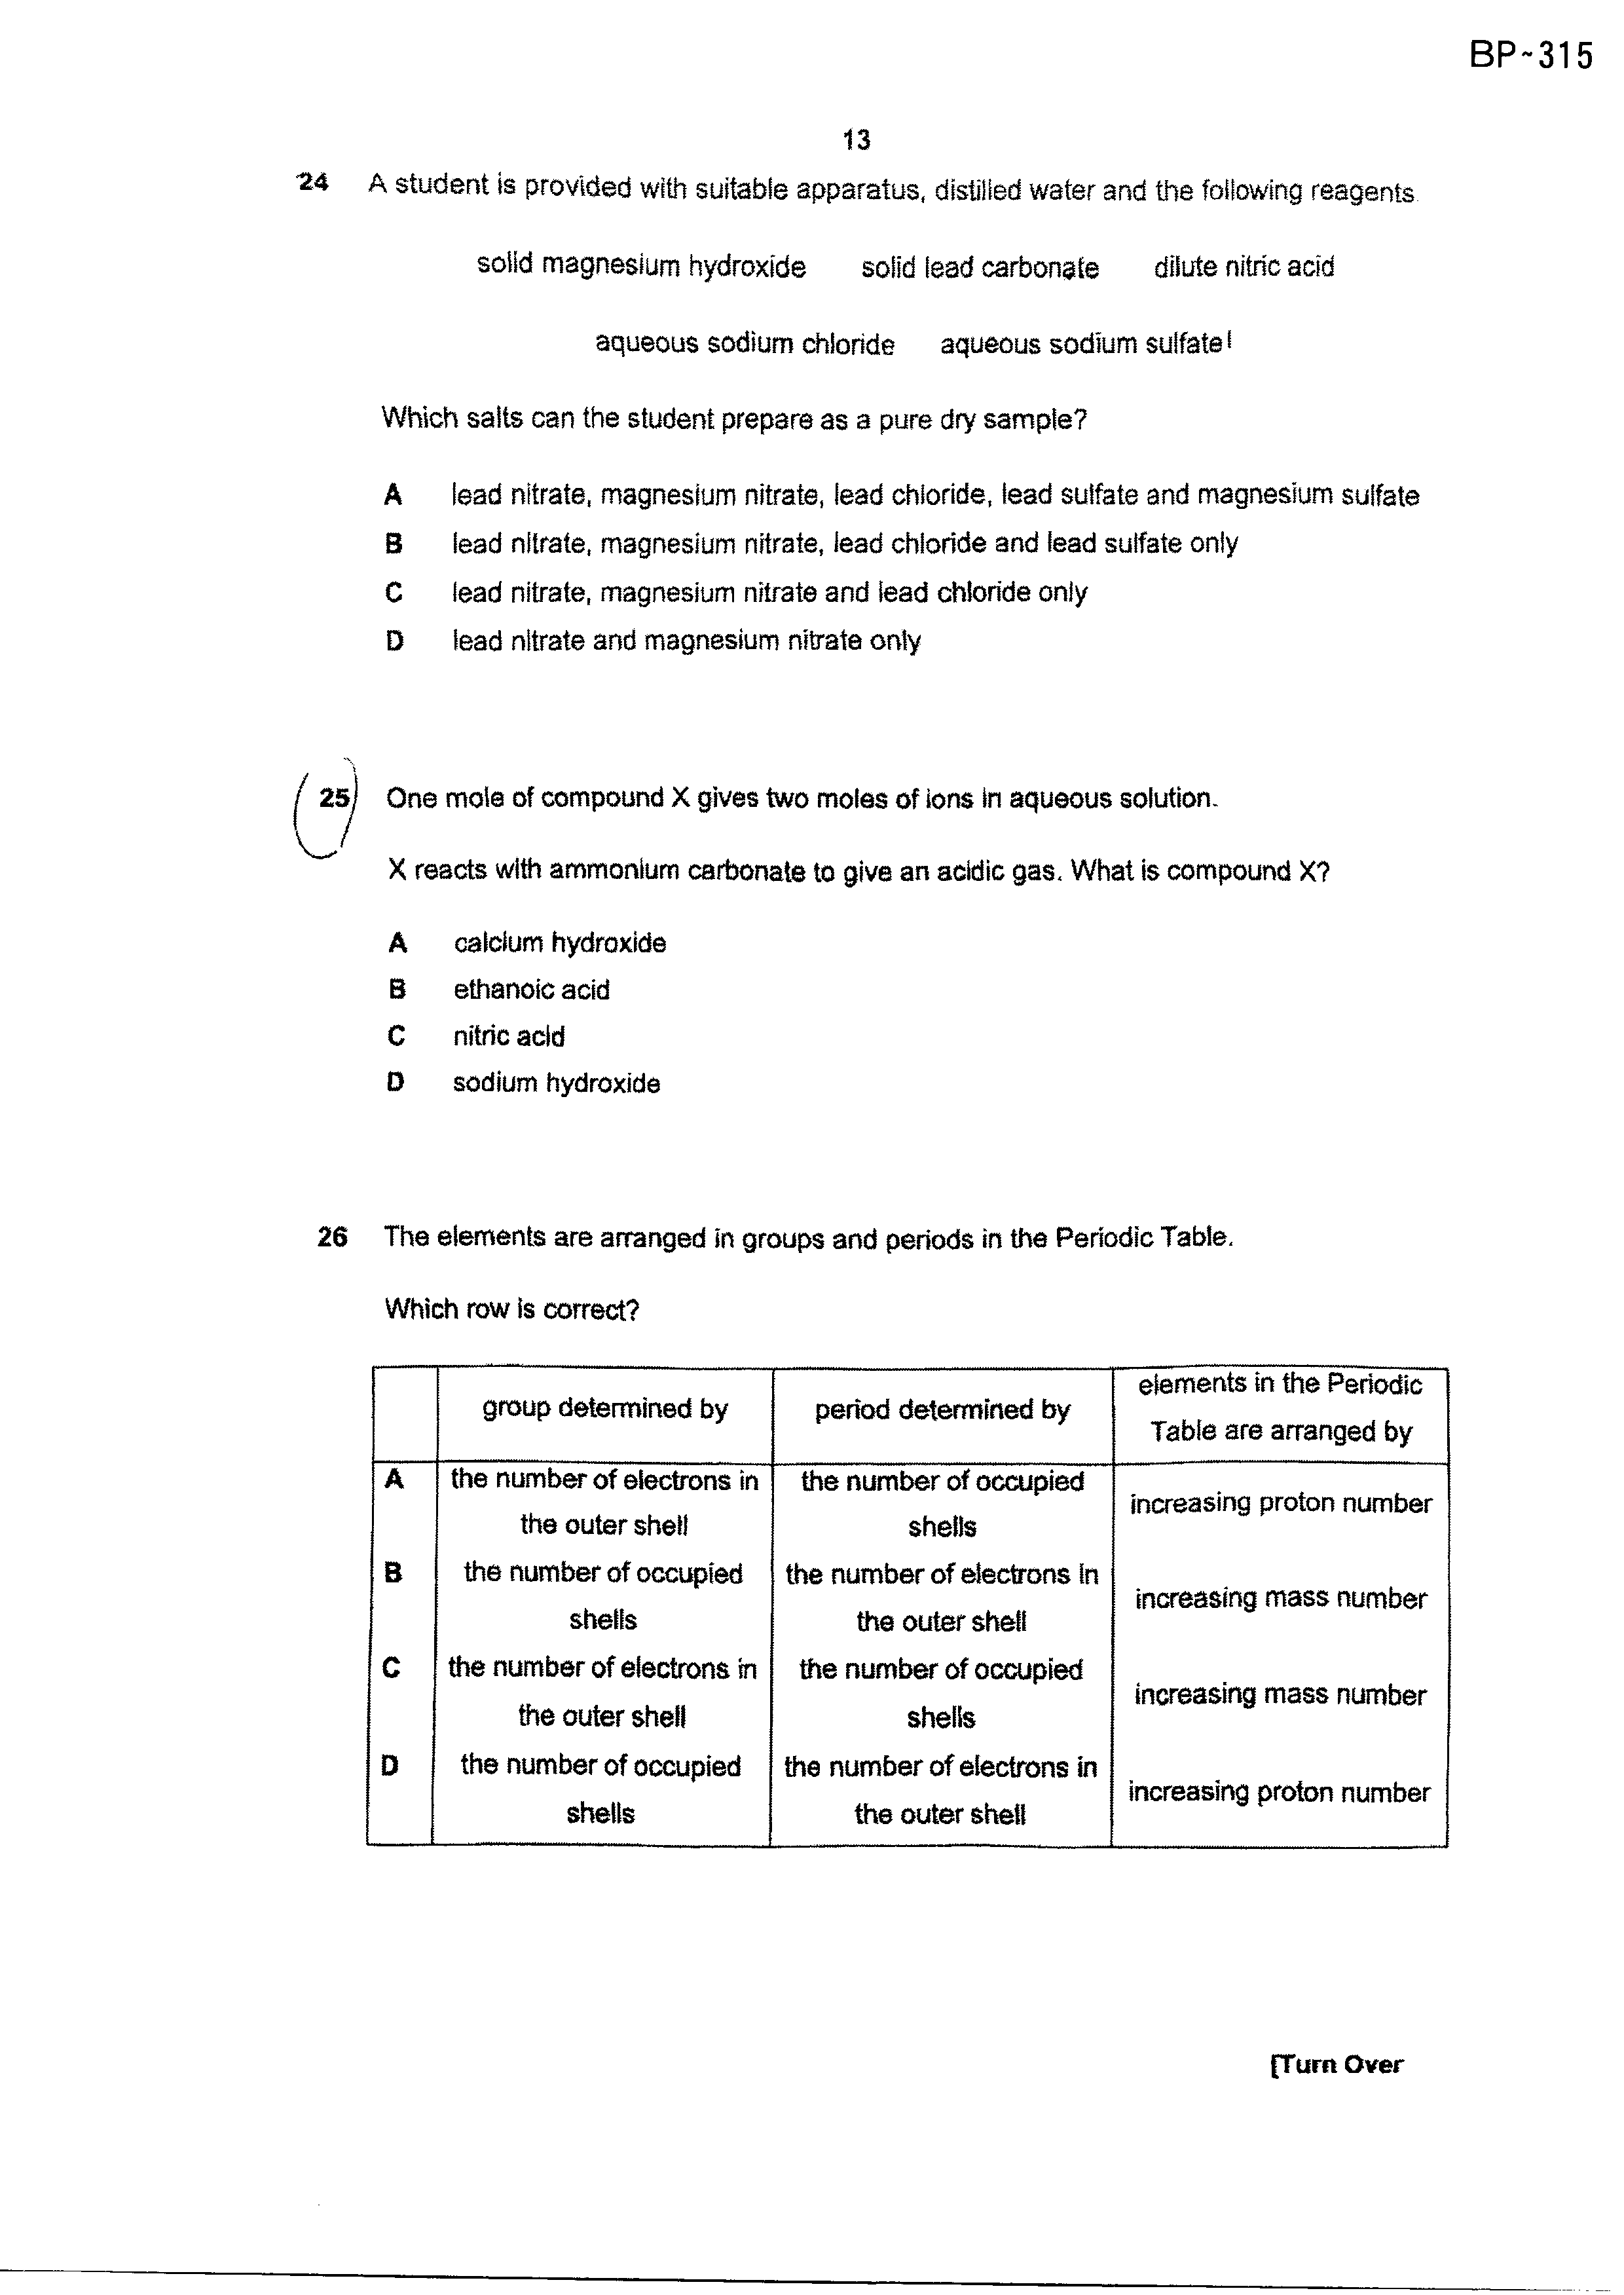 BP~315
13
24 A student is provided with suitable apparatus, distilled water and the following reagents.
solid magnesium hydroxide solid lead carbonate dilute nitric acid
aqueous sodium chloride aqueous sodium sulfate
Which salts can the student prepare as a pure dry sample?
A lead nitrate, magnesium nitrate, lead chloride, lead sulfate and magnesium sulfate
B lead nitrate, magnesium nitrate, lead chloride and lead sulfate only
C lead nitrate, magnesium nitrate and lead chloride only
D lead nitrate and magnesium nitrate only
25 One mole of compound X gives two moles of ions in aqueous solution.
X reacts with ammonium carbonate to give an acidic gas. What is compound X?
A calcium hydroxide
B ethanoic acid
C nitric acid
D sodium hydroxide
26 The elements are arranged in groups and periods in the Periodic Table.
Which row is correct?
group determined by period determined by elements in the Periodic
Table are arranged by
A the number of electrons in the number of occupied increasing proton number
the outer shell shells
B the number of occupied the number of electrons in increasing mass number
shells the outer shell
C the number of electrons in the number of occupied increasing mass number
the outer shell shells
D the number of occupied the number of electrons in increasing proton number
shells the outer shell
[Turn Over